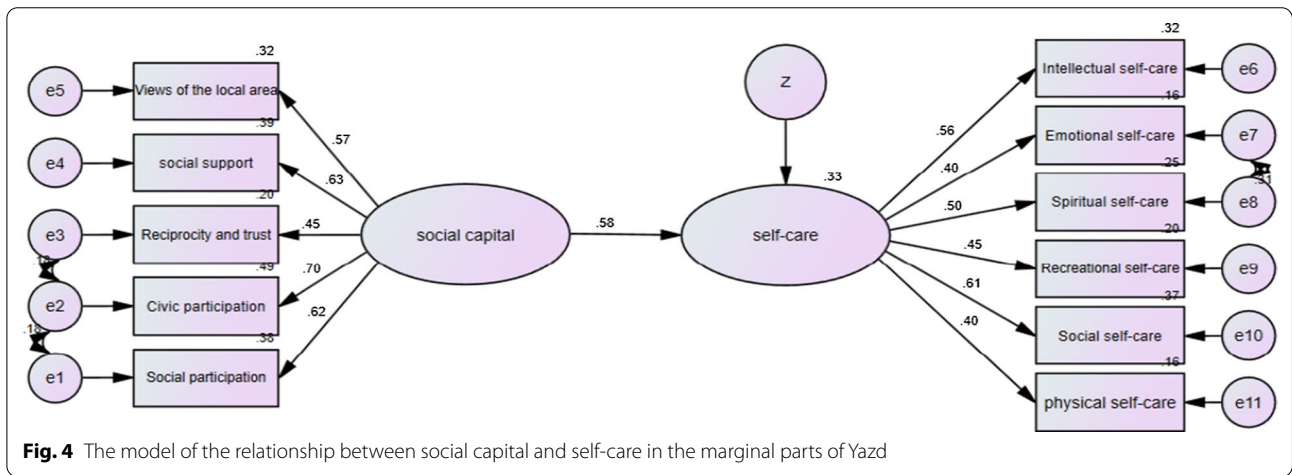 .32
e5
Views of the local area
.57
.39
e4
social support
.63
.20
e3
Reciprocity and trust
.45
.18
.49
e2
Civic participation
.70
.18
.38
e1
Social participation
.62
social capital
.58
Z
.33
self-care
.32
Intellectual self-care
e6
.56
.16
Emotional self-care
e7
.40
.25
.31
Spiritual self-care
e8
.50
.20
Recreational self-care
e9
.45
.37
Social self-care
e10
.61
.16
physical self-care
e11
.40
Fig. 4 The model of the relationship between social capital and self-care in the marginal parts of Yazd